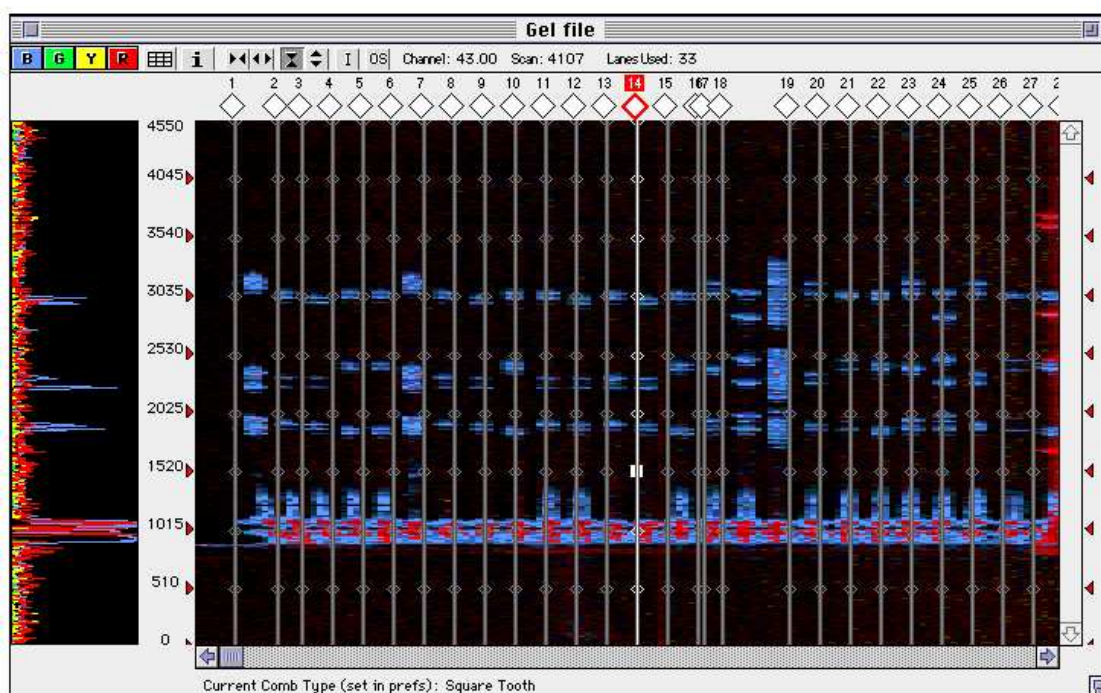 Gel file
B G Y R i I OS Channel: 43.00 Scan: 4107 Lanes Used: 33
1 2 3 4 5 6 7 8 9 10 11 12 13 14 15 16 17 18 19 20 21 22 23 24 25 26 27 2
4550
4045
3540
3035
2530
2025
1520
1015
510
0
Current Comb Type (set in prefs): Square Tooth